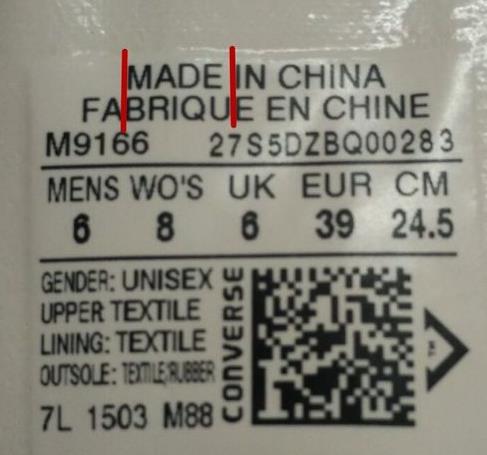 MADE IN CHINA
FABRIQUE EN CHINE
M9166 27S5DZBQ00283
MENS WO'S UK EUR CM
6 8 6 39 24.5
GENDER: UNISEX
UPPER TEXTILE
LINING: TEXTILE
OUTSOLE: TEXTILE/RUBBER
7L 1503 M88
CONVERSE
TM